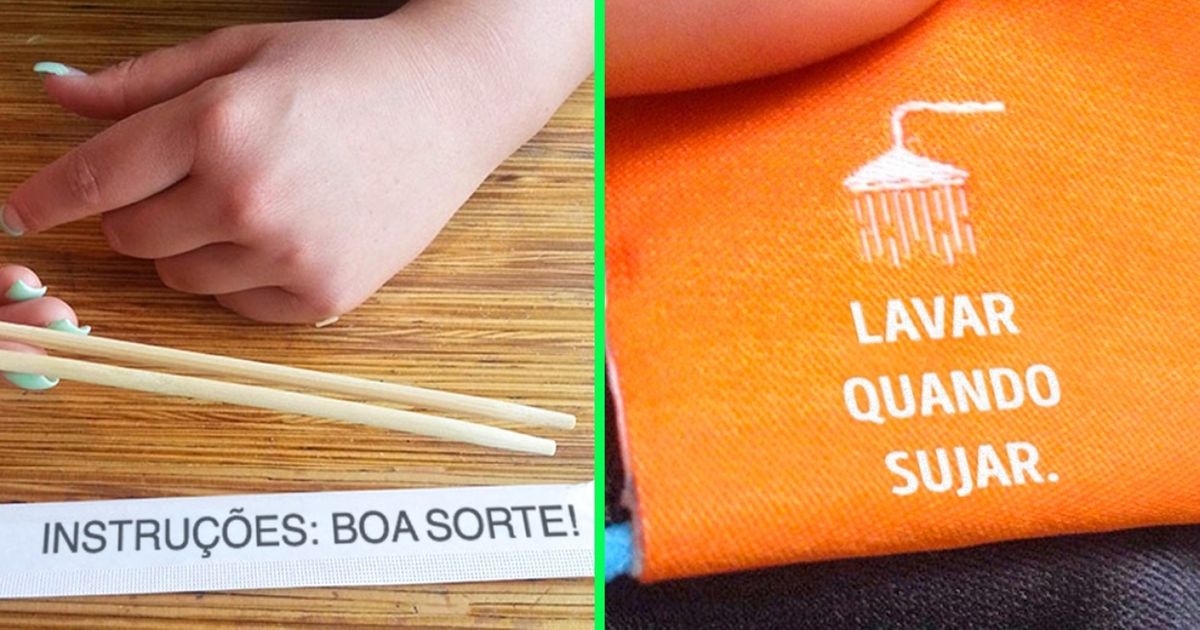 INSTRUÇÕES: BOA SORTE!
LAVAR
QUANDO
SUJAR.